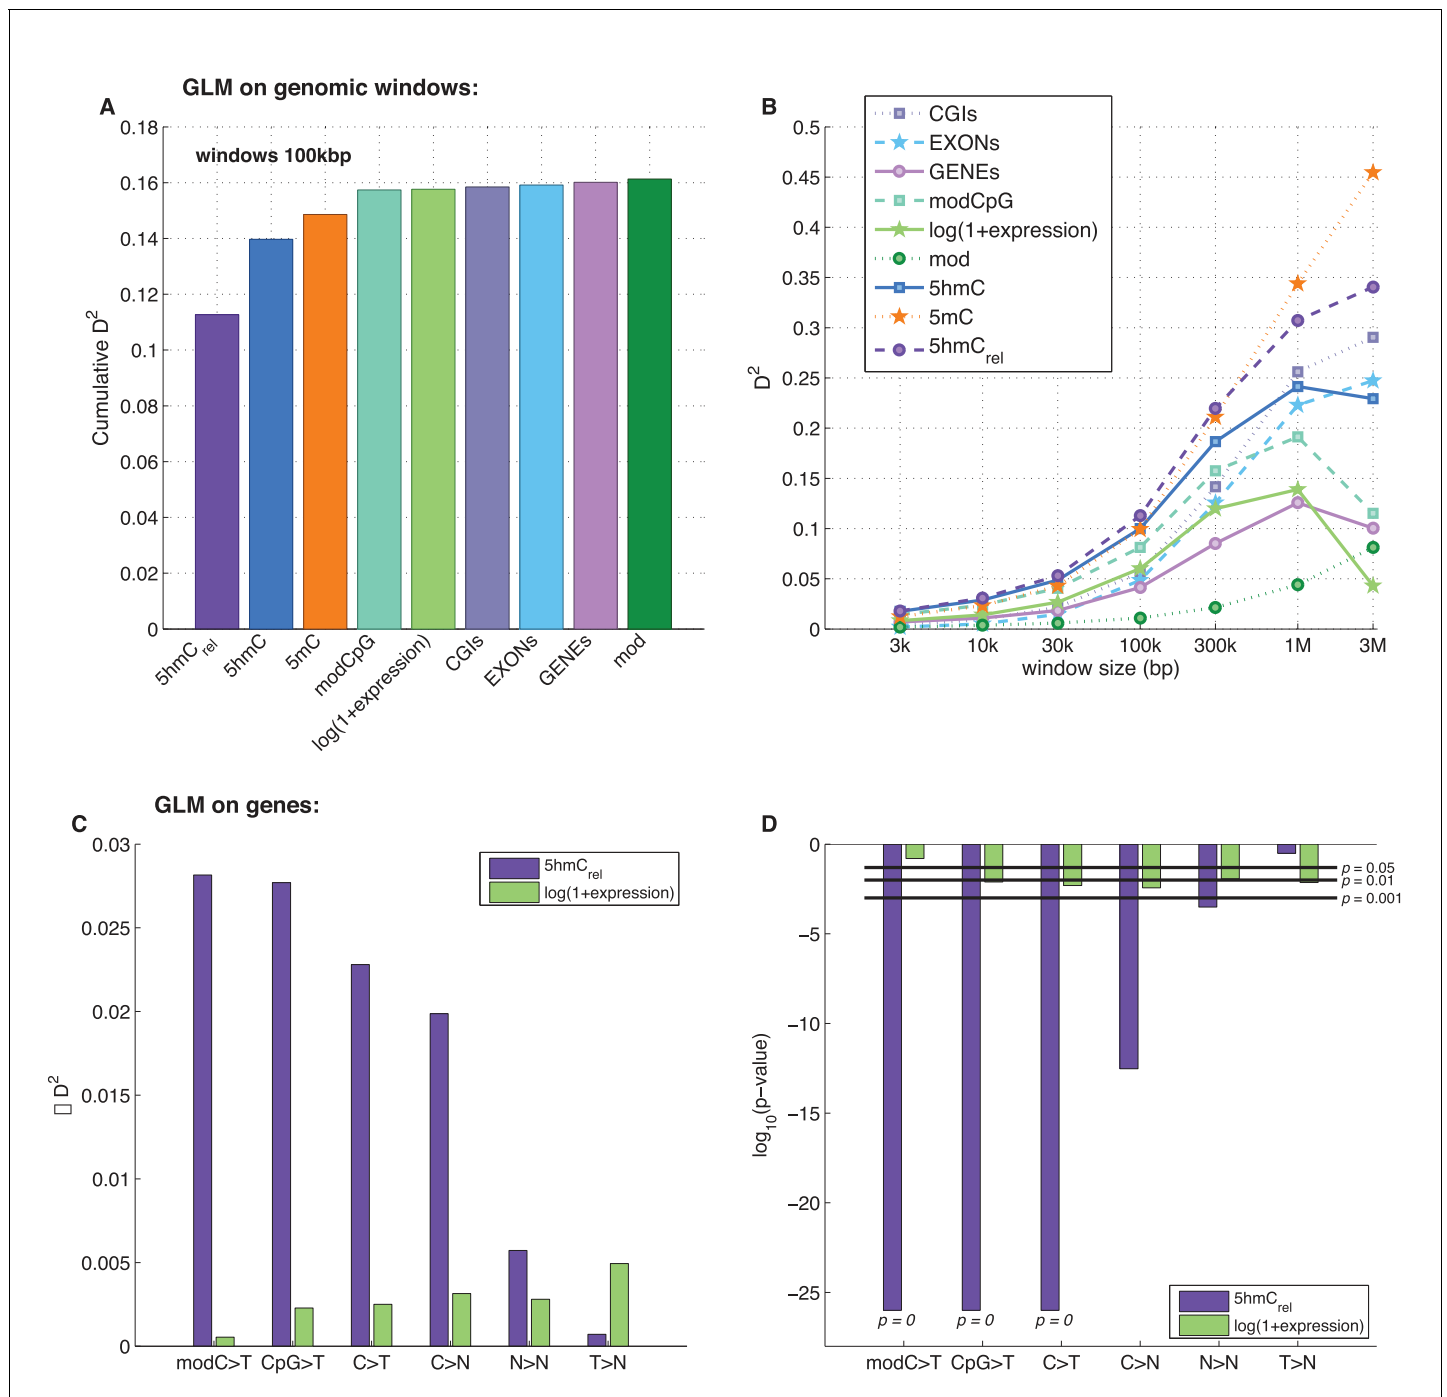 GLM on genomic windows:
A
windows 100kbp
Cumulative D2
0.18
0.16
0.14
0.12
0.1
0.08
0.06
0.04
0.02
0
5hmCrel
5hmC
5mC
modCpG
log(1+expression)
CGIs
EXONs
GENEs
mod
B
CGIs
EXONs
GENEs
modCpG
log(1+expression)
mod
5hmC
5mC
5hmCrel
D2
0.5
0.45
0.4
0.35
0.3
0.25
0.2
0.15
0.1
0.05
0
3k 10k 30k 100k 300k 1M 3M
window size (bp)
GLM on genes:
C
5hmCrel
log(1+expression)
▯ D2
0.03
0.025
0.02
0.015
0.01
0.005
0
modC>T CpG>T C>T C>N N>N T>N
D
p = 0.05
p = 0.01
p = 0.001
log10(p−value)
0
−5
−10
−15
−20
−25
p = 0 p = 0 p = 0
5hmCrel
log(1+expression)
modC>T CpG>T C>T C>N N>N T>N